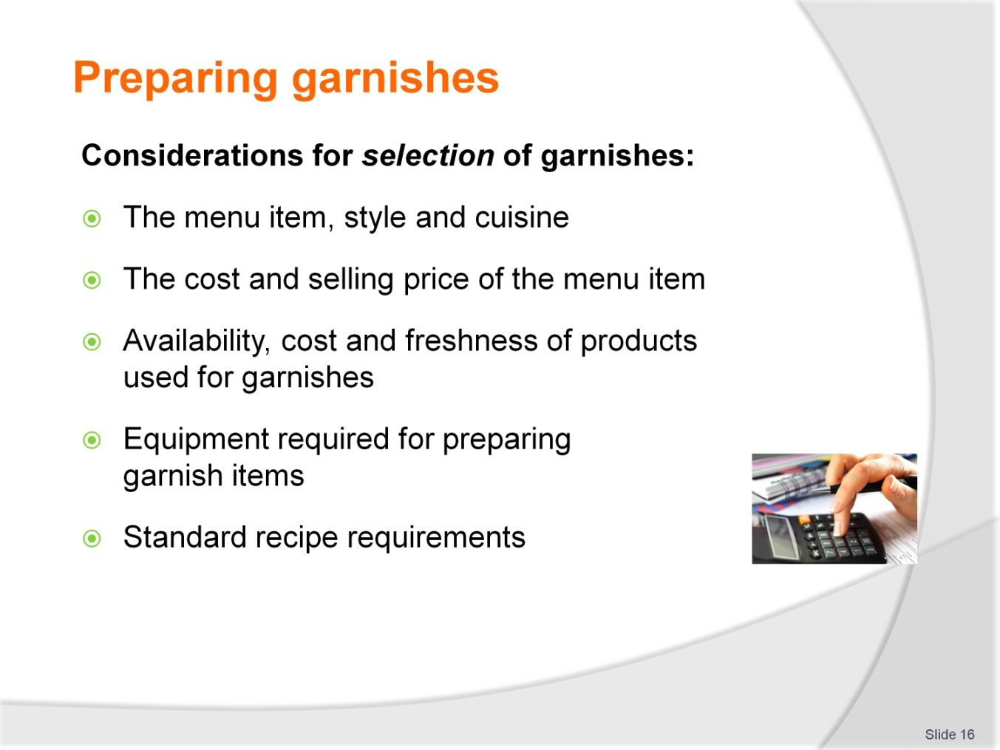 Preparing garnishes
Considerations for selection of garnishes:
The menu item, style and cuisine
The cost and selling price of the menu item
Availability, cost and freshness of products
used for garnishes
Equipment required for preparing
garnish items
Standard recipe requirements
Slide 16